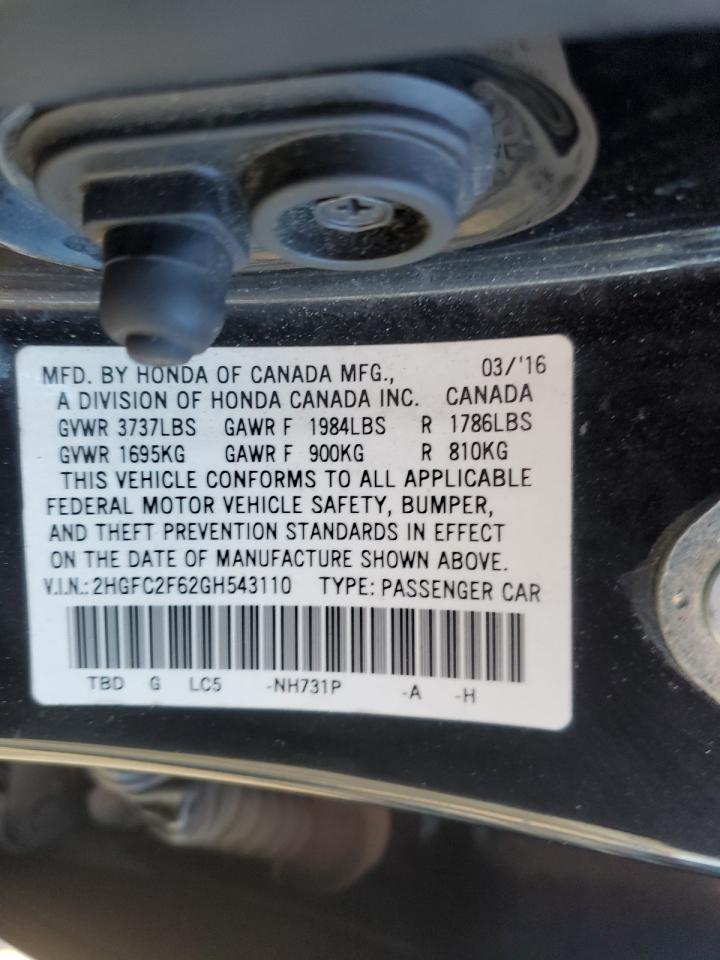 MFD. BY HONDA OF CANADA MFG., 03/'16
A DIVISION OF HONDA CANADA INC. CANADA
GVWR 3737LBS GAWR F 1984LBS R 1786LBS
GVWR 1695KG GAWR F 900KG R 810KG
THIS VEHICLE CONFORMS TO ALL APPLICABLE
FEDERAL MOTOR VEHICLE SAFETY, BUMPER,
AND THEFT PREVENTION STANDARDS IN EFFECT
ON THE DATE OF MANUFACTURE SHOWN ABOVE.
V.I.N.: 2HGFC2F62GH543110 TYPE: PASSENGER CAR
TBD G LC5 -NH731P -A -H